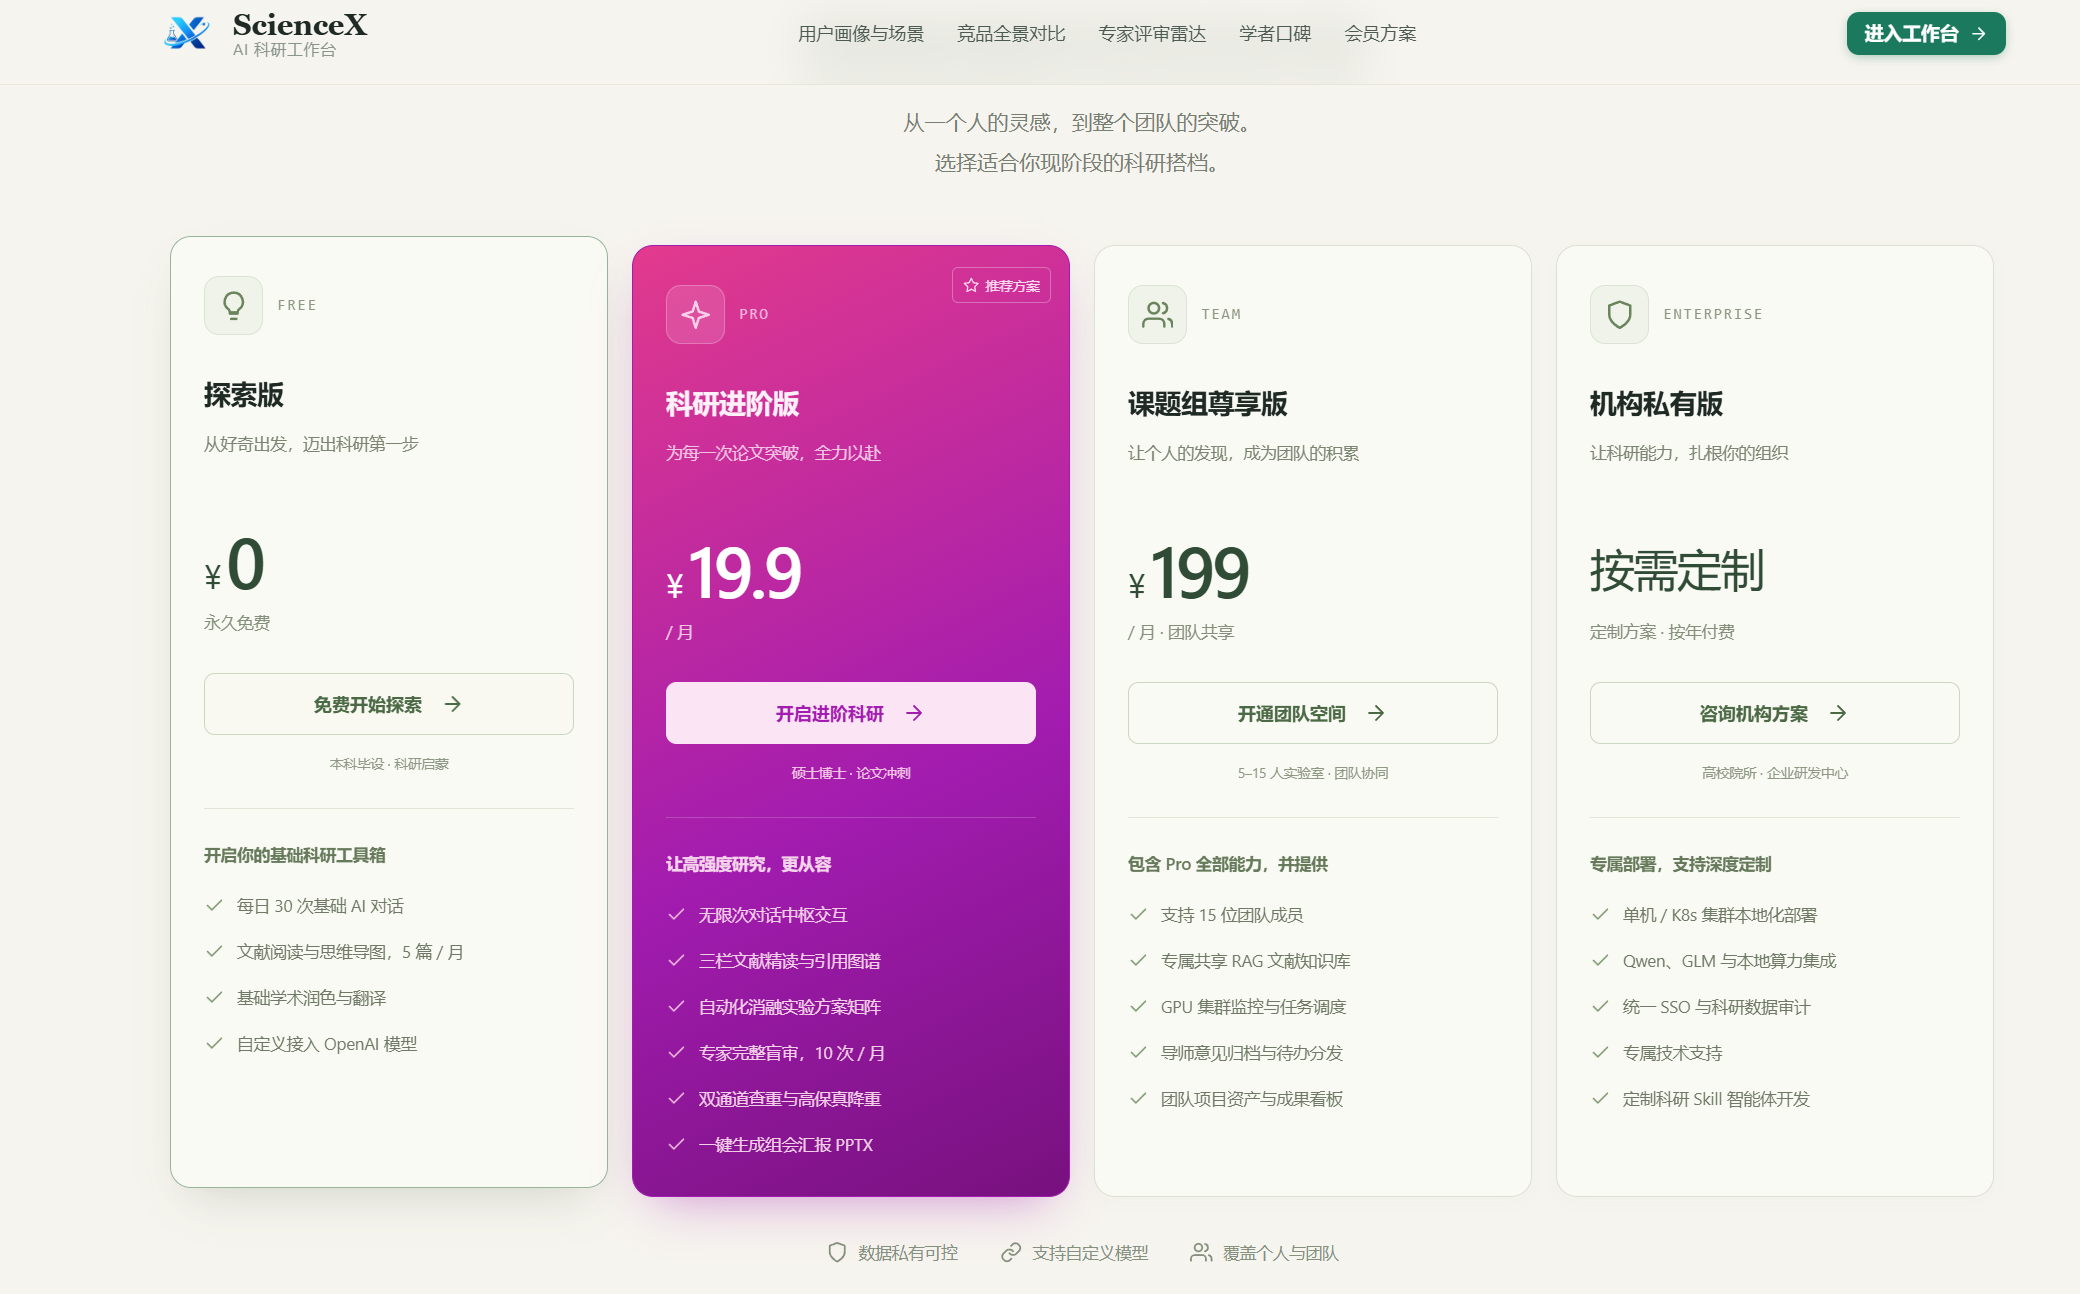 ScienceX
AI 科研工作台
用户画像与场景
竞品全景对比
专家评审雷达
学者口碑
会员方案
进入工作台
从一个人的灵感，到整个团队的突破。
选择适合你现阶段的科研搭档。
FREE
探索版
从好奇出发，迈出科研第一步
¥0
永久免费
免费开始探索
本科毕设 · 科研启蒙
开启你的基础科研工具箱
每日 30 次基础 AI 对话
文献阅读与思维导图，5 篇 / 月
基础学术润色与翻译
自定义接入 OpenAI 模型
推荐方案
PRO
科研进阶版
为每一次论文突破，全力以赴
¥19.9
/ 月
开启进阶科研
硕士博士 · 论文冲刺
让高强度研究，更从容
无限次对话中枢交互
三栏文献精读与引用图谱
自动化消融实验方案矩阵
专家完整盲审，10 次 / 月
双通道查重与高保真降重
一键生成组会汇报 PPTX
TEAM
课题组尊享版
让个人的发现，成为团队的积累
¥199
/ 月 · 团队共享
开通团队空间
5–15 人实验室 · 团队协同
包含 Pro 全部能力，并提供
支持 15 位团队成员
专属共享 RAG 文献知识库
GPU 集群监控与任务调度
导师意见归档与待办分发
团队项目资产与成果看板
ENTERPRISE
机构私有版
让科研能力，扎根你的组织
按需定制
定制方案 · 按年付费
咨询机构方案
高校院所 · 企业研发中心
专属部署，支持深度定制
单机 / K8s 集群本地化部署
Qwen、GLM 与本地算力集成
统一 SSO 与科研数据审计
专属技术支持
定制科研 Skill 智能体开发
数据私有可控
支持自定义模型
覆盖个人与团队